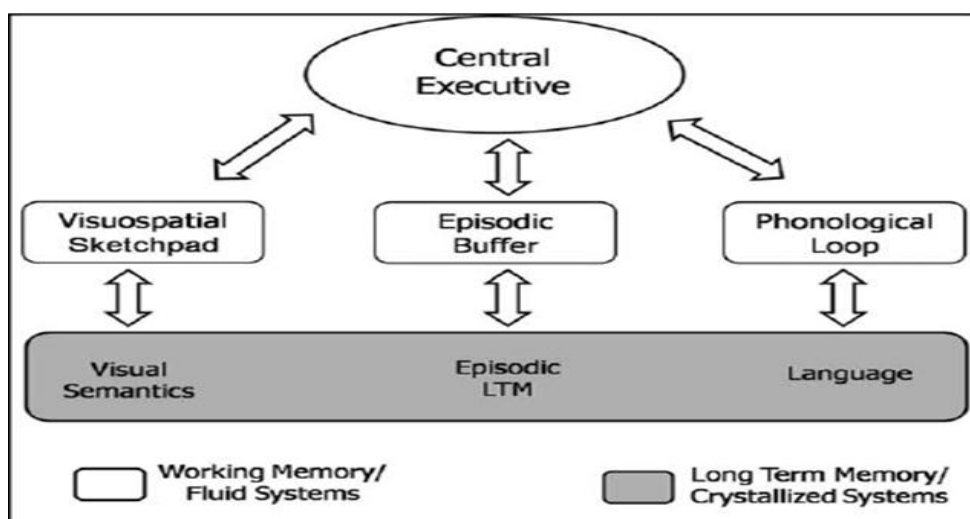 Central
Executive
Visuospatial
Sketchpad
Episodic
Buffer
Phonological
Loop
Visual
Semantics
Episodic
LTM
Language
Working Memory/
Fluid Systems
Long Term Memory/
Crystallized Systems